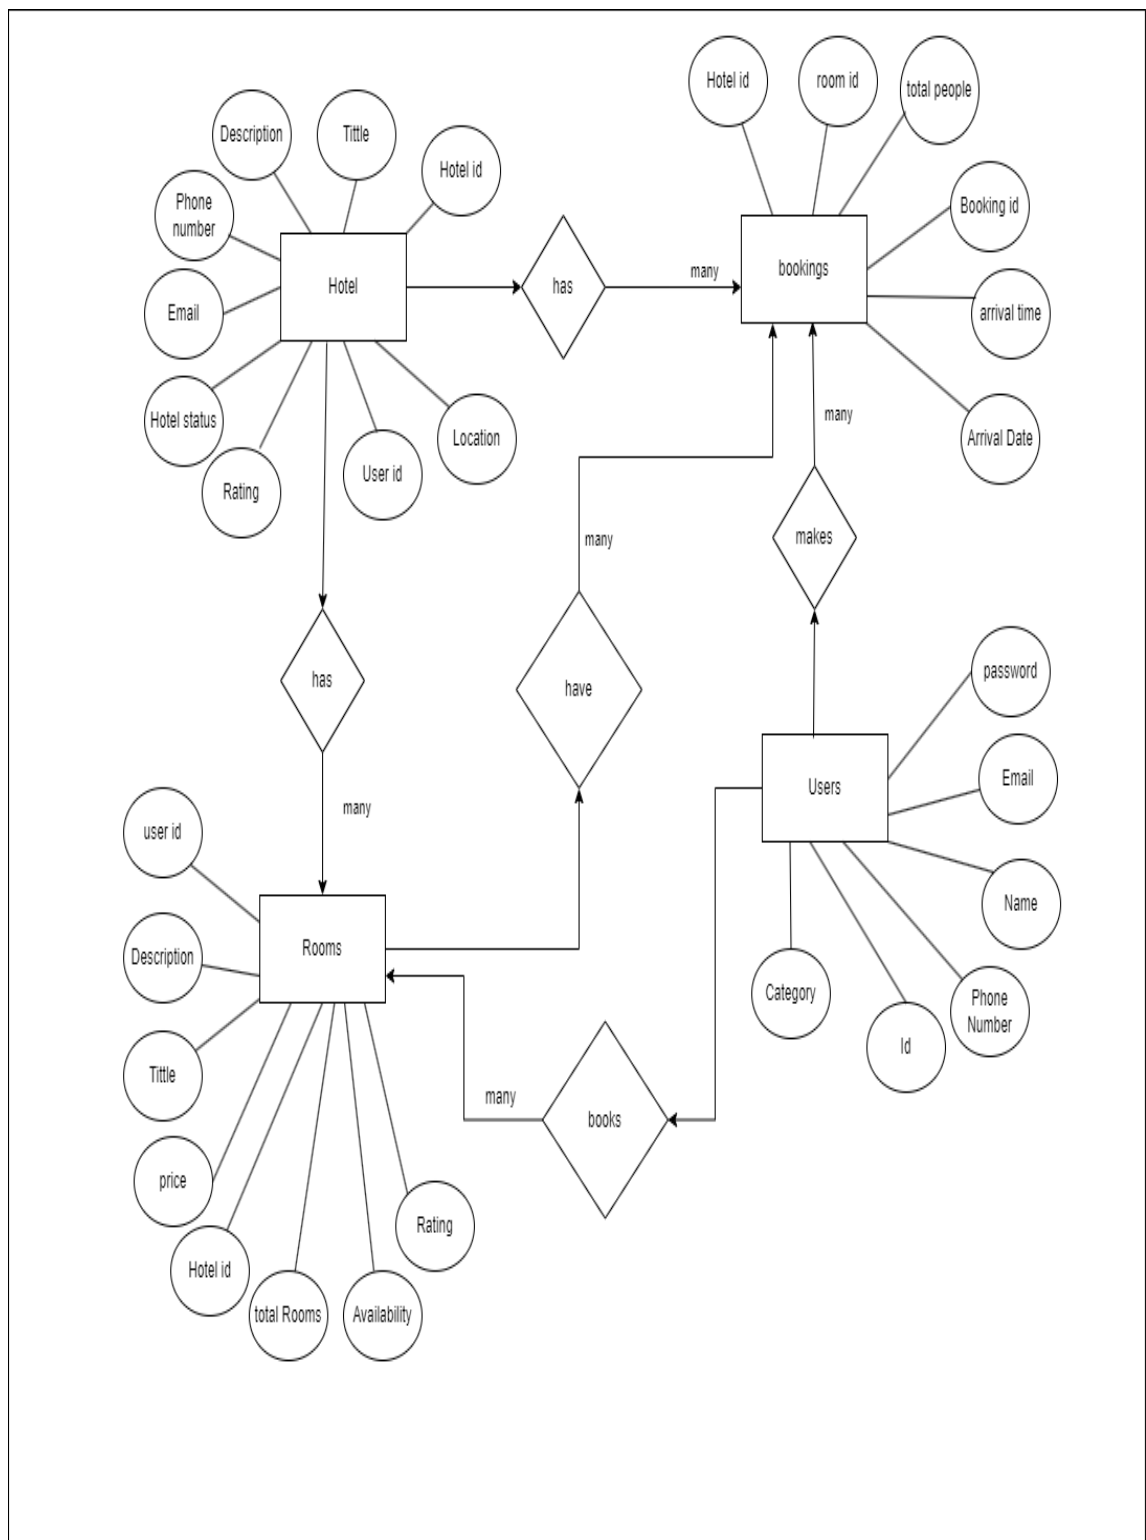 Hotel id
room id
total people
Description
Tittle
Hotel id
Phone
number
Booking id
Hotel
has
many
bookings
Email
arrival time
Hotel status
Location
many
Arrival Date
Rating
User id
many
makes
has
have
password
many
Users
Email
user id
Name
Rooms
Description
Category
Phone
Number
Id
Tittle
many
books
price
Rating
Hotel id
total Rooms
Availability